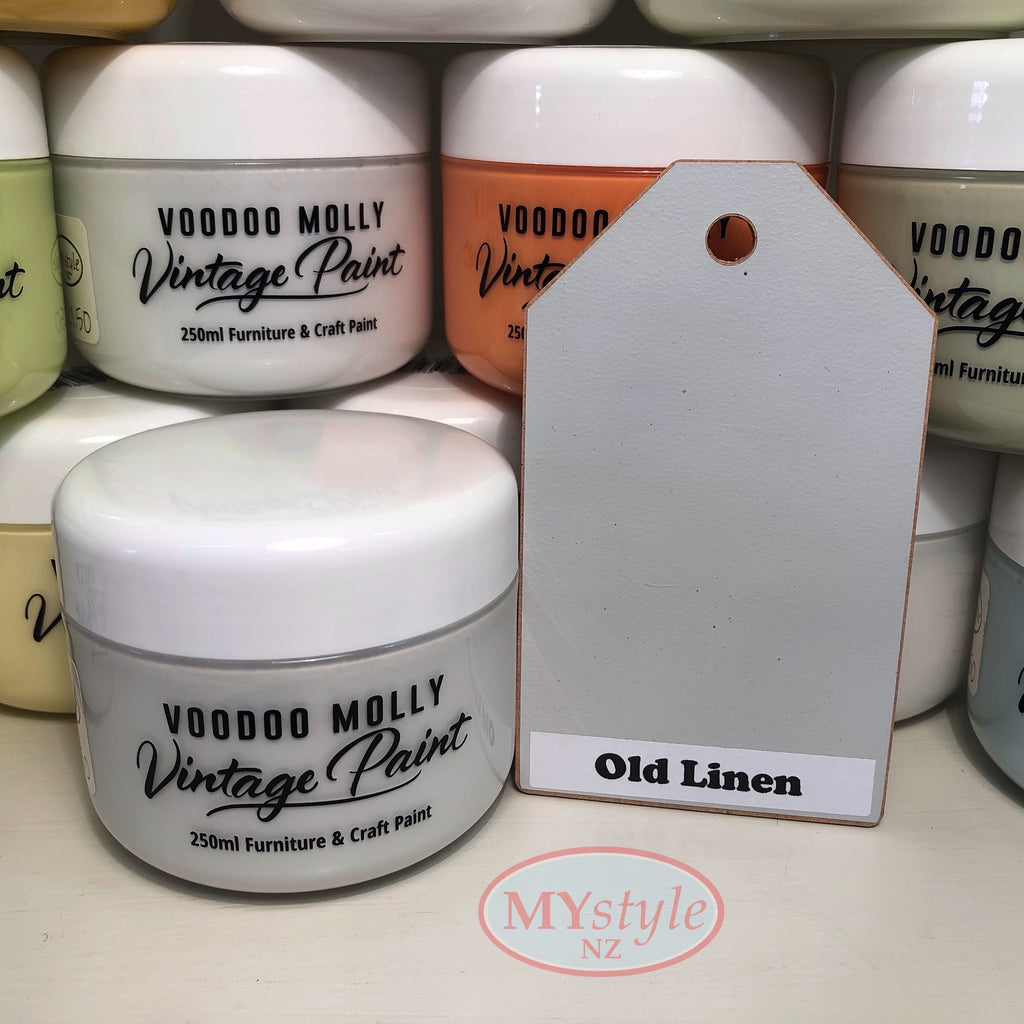 VOODOO MOLLY
Vintage Paint
250ml Furniture & Craft Paint
VOODOO
VOODOO MOLLY
Vintage Paint
250ml Furniture & Craft Paint
Old Linen
MYstyle
NZ